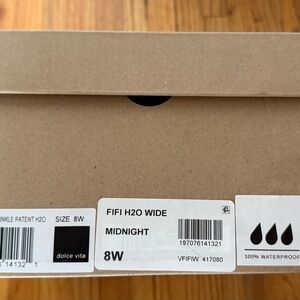 INKLE PATENT H2O SIZE 8W
dolce vita
14132 1
FIFI H2O WIDE
MIDNIGHT
197076141321
8W
VFIFIW 417080
100% WATERPROOF